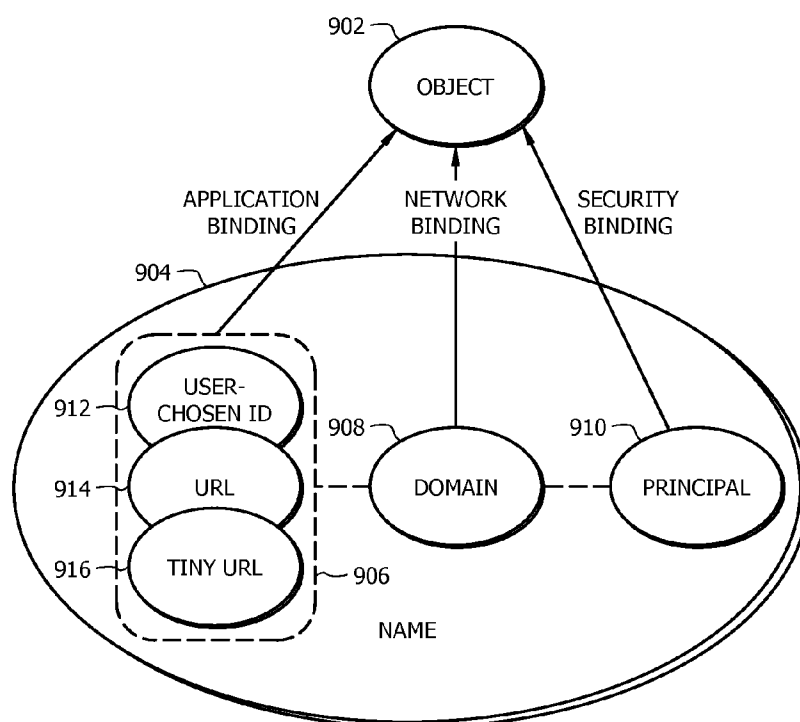 902
OBJECT
APPLICATION
BINDING
NETWORK
BINDING
SECURITY
BINDING
904
912
USER-
CHOSEN ID
908
910
914
URL
DOMAIN
PRINCIPAL
916
TINY URL
906
NAME